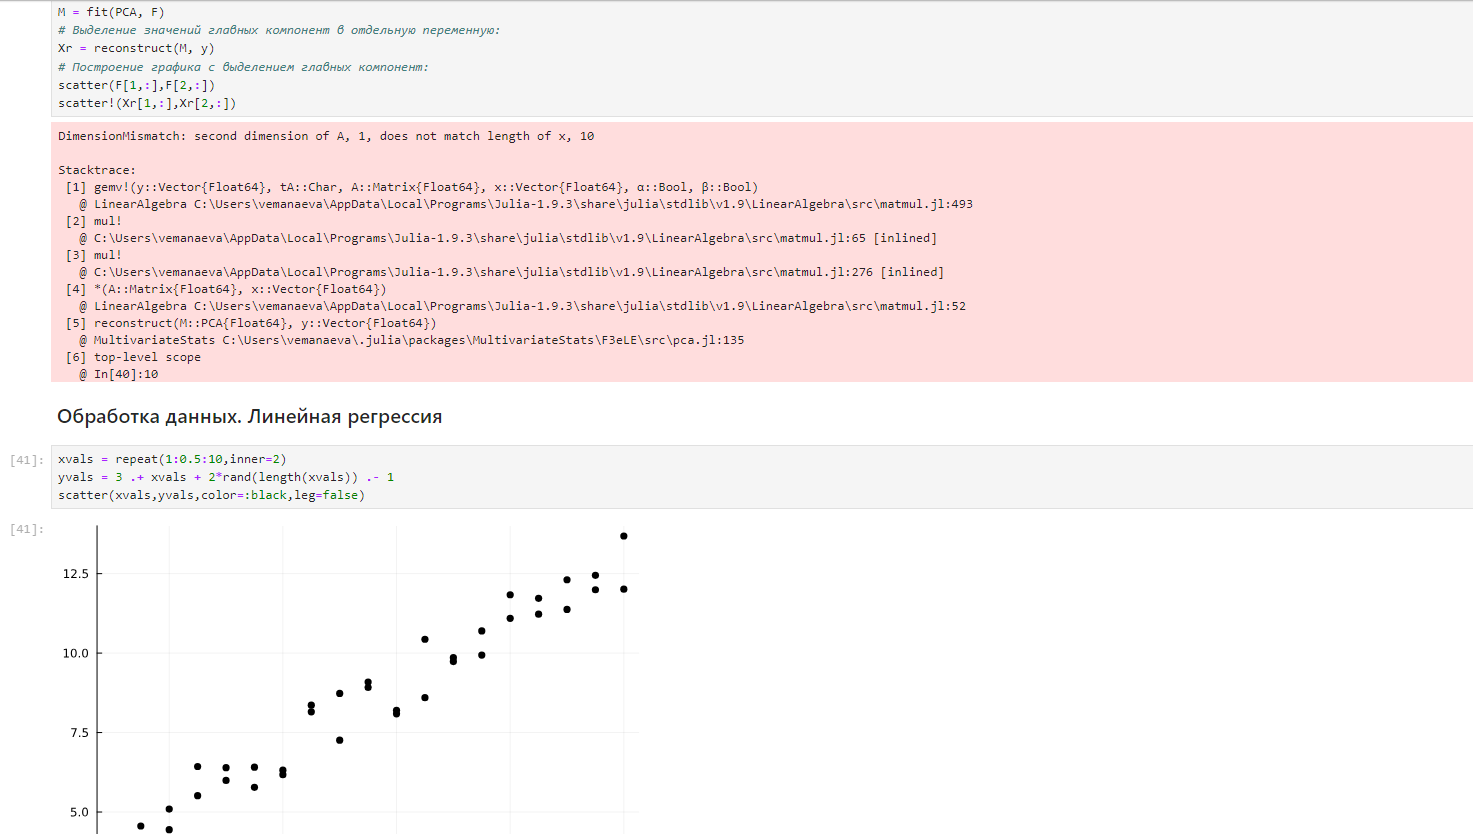 M = fit(PCA, F)
# Выделение значений главных компонент в отдельную переменную:
Xr = reconstruct(M, y)
# Построение графика с выделением главных компонент:
scatter(F[1,:],F[2,:])
scatter!(Xr[1,:],Xr[2,:])
DimensionMismatch: second dimension of A, 1, does not match length of x, 10
Stacktrace:
[1] gemv!(y::Vector{Float64}, tA::Char, A::Matrix{Float64}, x::Vector{Float64}, α::Bool, β::Bool)
@ LinearAlgebra C:\Users\vemanaeva\AppData\Local\Programs\Julia-1.9.3\share\julia\stdlib\v1.9\LinearAlgebra\src\matmul.jl:493
[2] mul!
@ C:\Users\vemanaeva\AppData\Local\Programs\Julia-1.9.3\share\julia\stdlib\v1.9\LinearAlgebra\src\matmul.jl:65 [inlined]
[3] mul!
@ C:\Users\vemanaeva\AppData\Local\Programs\Julia-1.9.3\share\julia\stdlib\v1.9\LinearAlgebra\src\matmul.jl:276 [inlined]
[4] *(A::Matrix{Float64}, x::Vector{Float64})
@ LinearAlgebra C:\Users\vemanaeva\AppData\Local\Programs\Julia-1.9.3\share\julia\stdlib\v1.9\LinearAlgebra\src\matmul.jl:52
[5] reconstruct(M::PCA{Float64}, y::Vector{Float64})
@ MultivariateStats C:\Users\vemanaeva\.julia\packages\MultivariateStats\F3eLE\src\pca.jl:135
[6] top-level scope
@ In[40]:10
Обработка данных. Линейная регрессия
[41]:
xvals = repeat(1:0.5:10,inner=2)
yvals = 3 .+ xvals + 2*rand(length(xvals)) .- 1
scatter(xvals,yvals,color=:black,leg=false)
[41]:
12.5
10.0
7.5
5.0